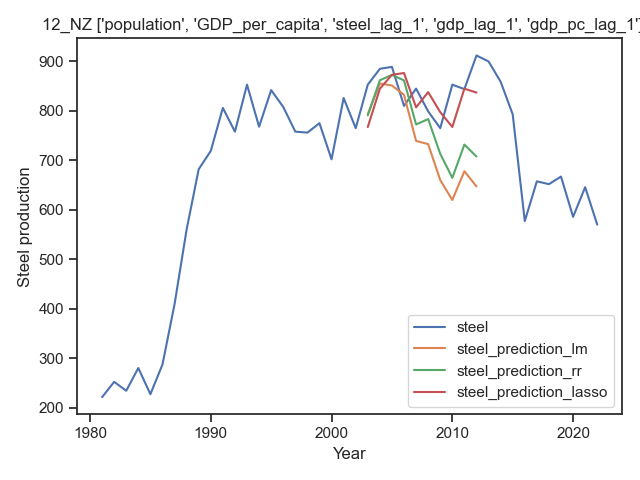 12_NZ ['population', 'GDP_per_capita', 'steel_lag_1', 'gdp_lag_1', 'gdp_pc_lag_1']
900
800
700
600
500
400
300
200
Steel production
steel
steel_prediction_lm
steel_prediction_rr
steel_prediction_lasso
1980
1990
2000
2010
2020
Year